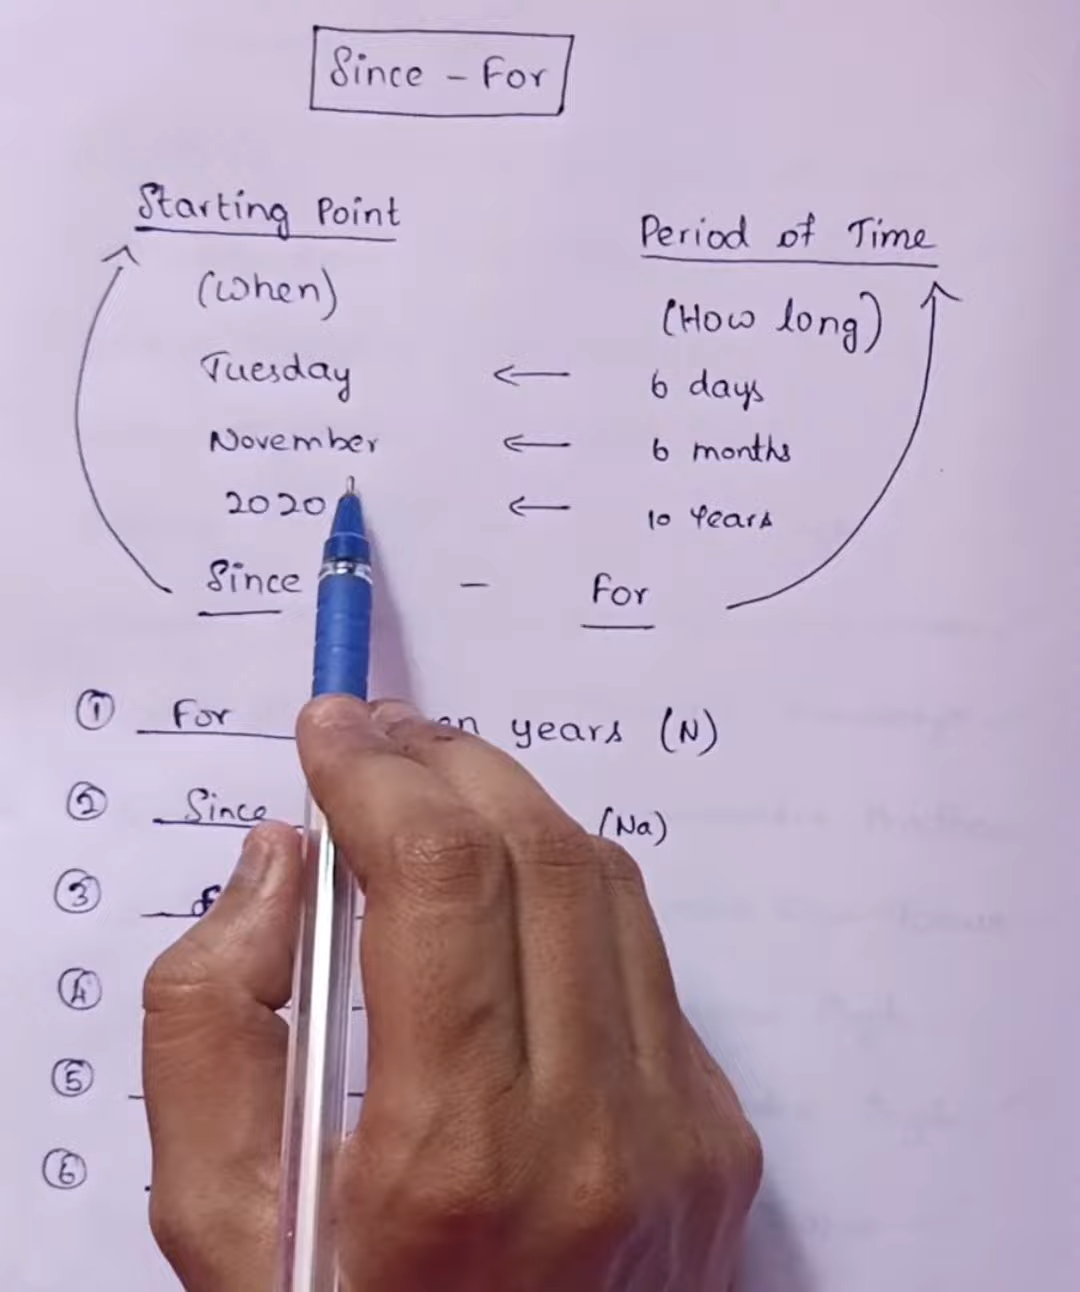 Since - For
Starting Point
Period of Time
(When)
(How long)
Tuesday ← 6 days
November ← 6 months
2020 ← 10 Years
Since - For
① For years (N)
② Since (Na)
③
④
⑤
⑥